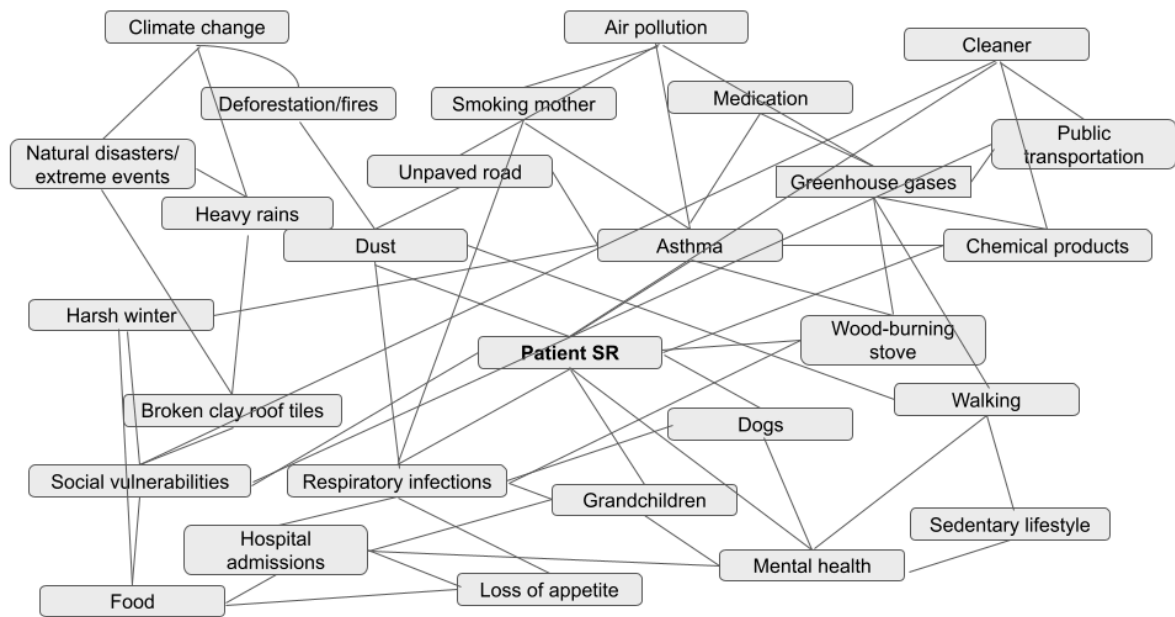 Climate change
Air pollution
Cleaner
Deforestation/fires
Smoking mother
Medication
Natural disasters/
extreme events
Public
transportation
Unpaved road
Greenhouse gases
Heavy rains
Dust
Asthma
Chemical products
Harsh winter
Patient SR
Wood-burning
stove
Broken clay roof tiles
Walking
Dogs
Social vulnerabilities
Respiratory infections
Grandchildren
Sedentary lifestyle
Hospital
admissions
Mental health
Loss of appetite
Food